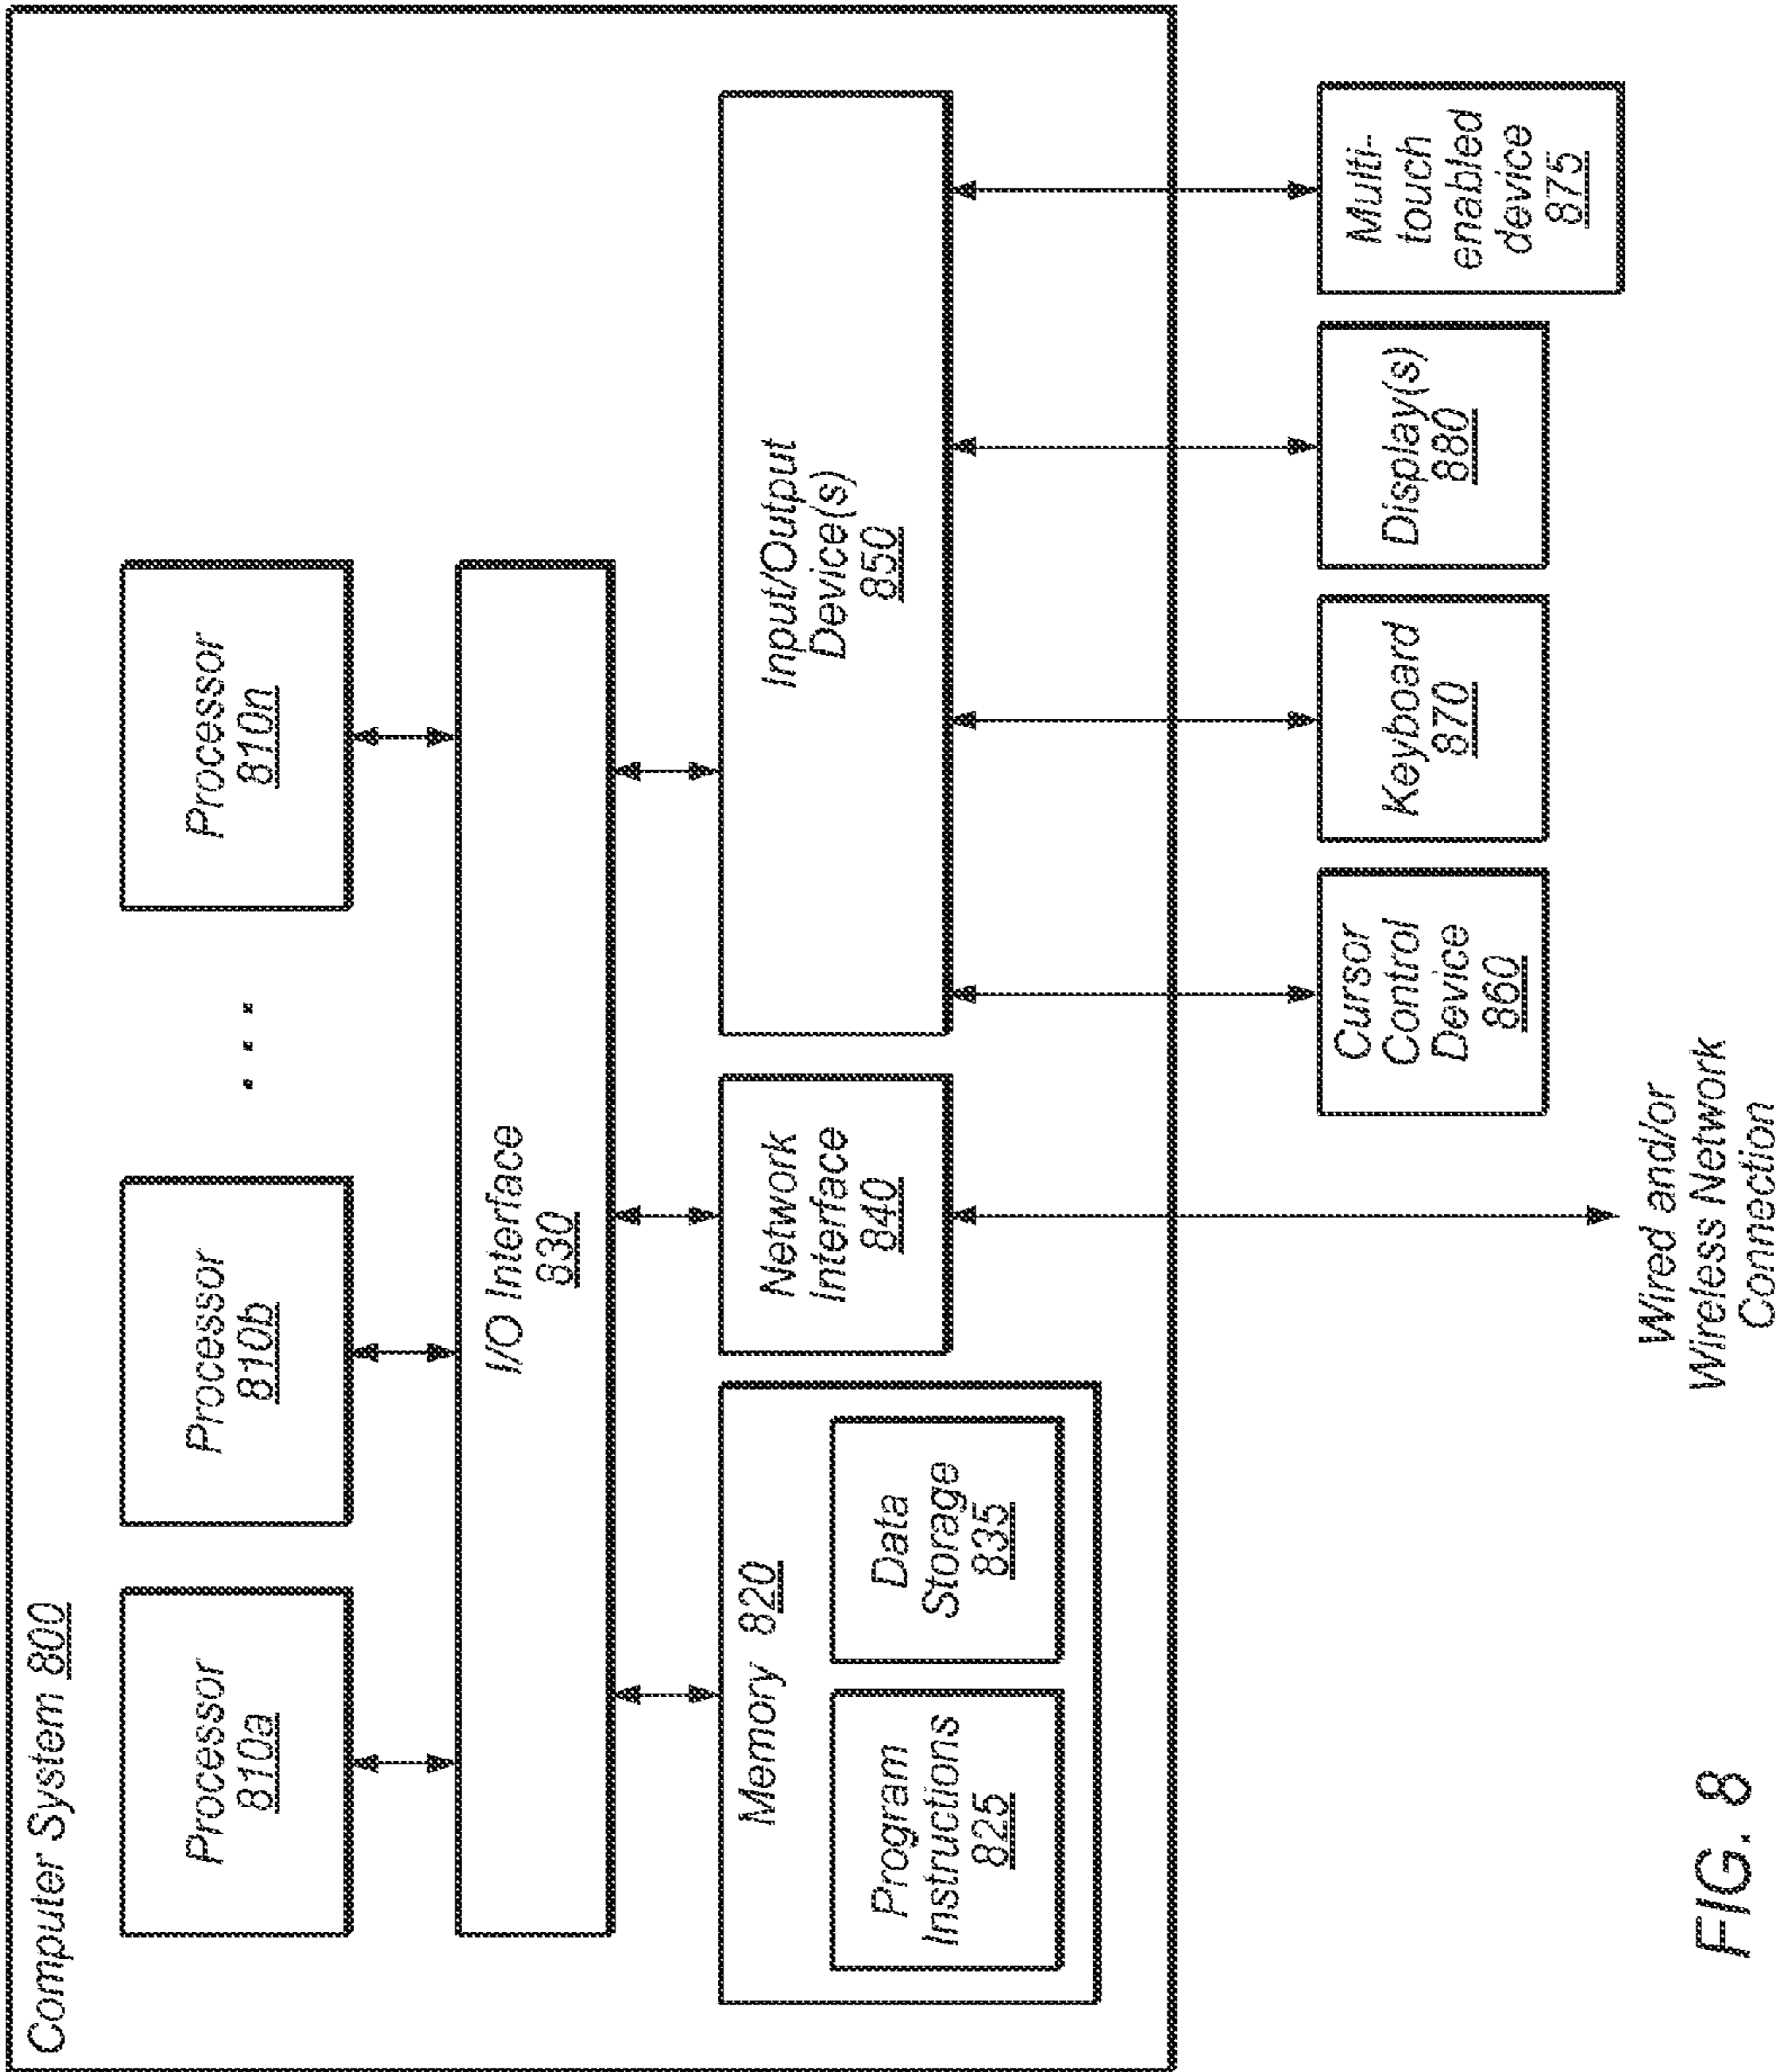 Computer System 800
Processor
810a
Processor
810b
. . .
Processor
810n
I/O Interface
830
Memory 820
Program
Instructions
825
Data
Storage
835
Network
Interface
840
Input/Output
Device(s)
850
Cursor
Control
Device
860
Keyboard
870
Display(s)
880
Multi-
touch
enabled
device
875
Wired and/or
Wireless Network
Connection
FIG. 8